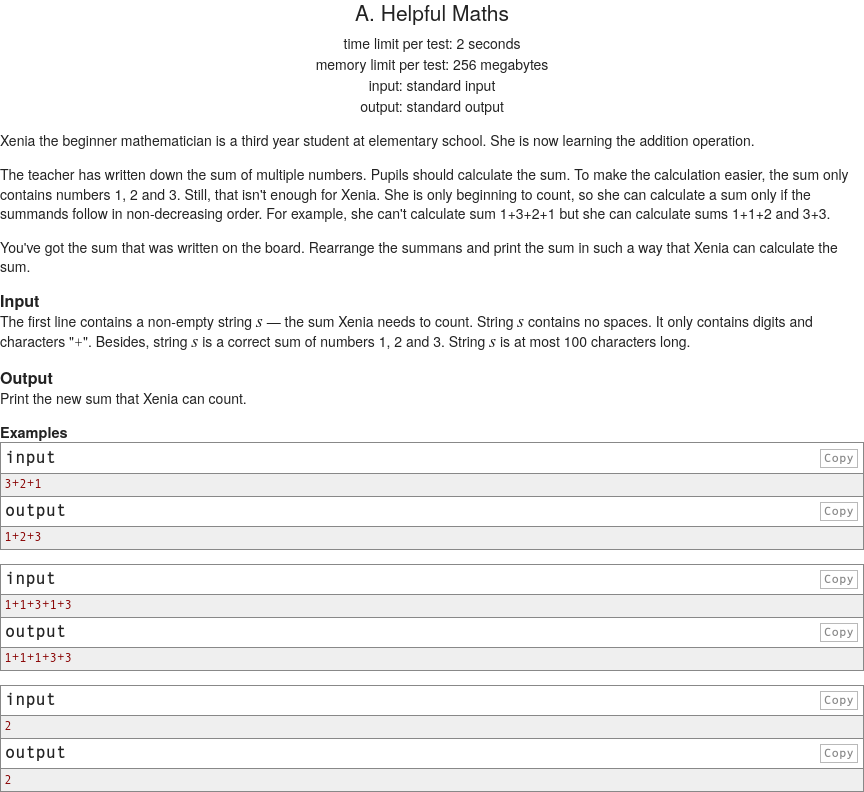 A. Helpful Maths
time limit per test: 2 seconds
memory limit per test: 256 megabytes
input: standard input
output: standard output
Xenia the beginner mathematician is a third year student at elementary school. She is now learning the addition operation.
The teacher has written down the sum of multiple numbers. Pupils should calculate the sum. To make the calculation easier, the sum only
contains numbers 1, 2 and 3. Still, that isn't enough for Xenia. She is only beginning to count, so she can calculate a sum only if the
summands follow in non-decreasing order. For example, she can't calculate sum 1+3+2+1 but she can calculate sums 1+1+2 and 3+3.
You've got the sum that was written on the board. Rearrange the summans and print the sum in such a way that Xenia can calculate the
sum.
Input
The first line contains a non-empty string s — the sum Xenia needs to count. String s contains no spaces. It only contains digits and
characters "+". Besides, string s is a correct sum of numbers 1, 2 and 3. String s is at most 100 characters long.
Output
Print the new sum that Xenia can count.
Examples
input Copy
3+2+1
output Copy
1+2+3
input Copy
1+1+3+1+3
output Copy
1+1+1+3+3
input Copy
2
output Copy
2